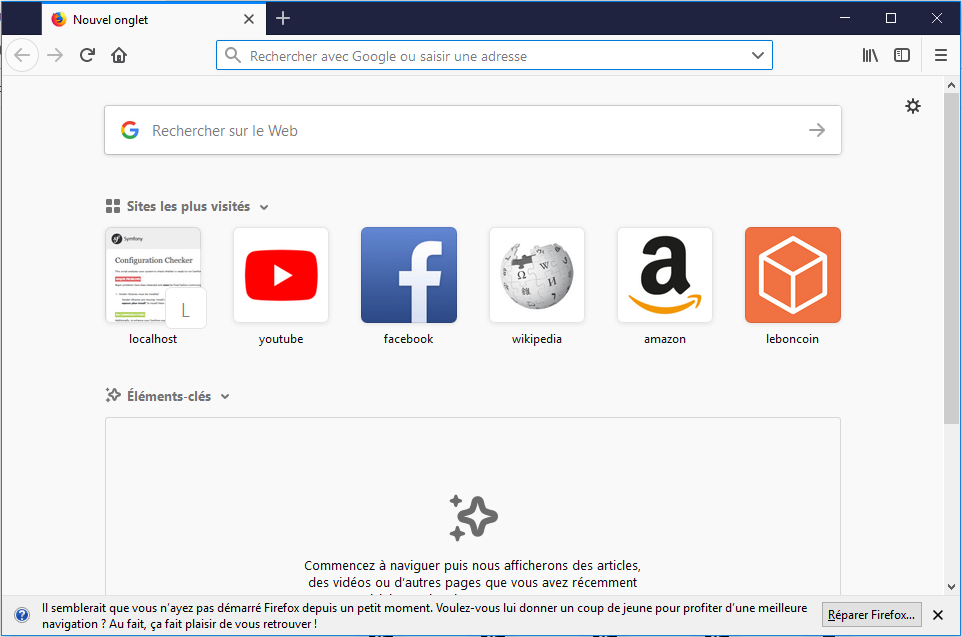 Nouvel onglet
Rechercher avec Google ou saisir une adresse
Rechercher sur le Web
Sites les plus visités
Symfony
Configuration Checker
L
localhost
youtube
facebook
wikipedia
amazon
leboncoin
Éléments-clés
Commencez à naviguer puis nous afficherons des articles,
des vidéos ou d’autres pages que vous avez récemment
Il semblerait que vous n’ayez pas démarré Firefox depuis un petit moment. Voulez-vous lui donner un coup de jeune pour profiter d’une meilleure
navigation ? Au fait, ça fait plaisir de vous retrouver !
Réparer Firefox...